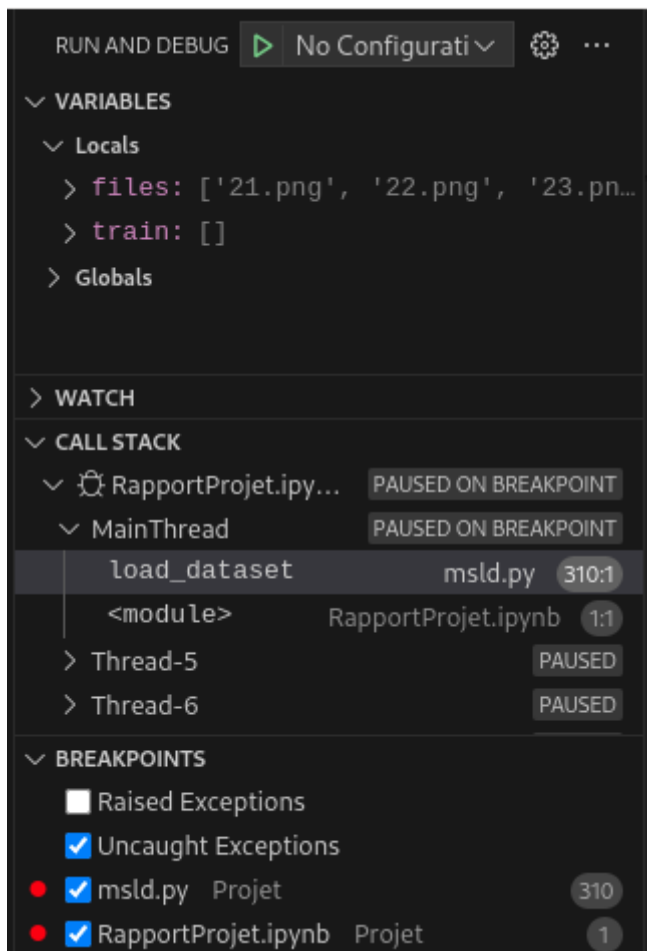 RUN AND DEBUG No Configurati ...
VARIABLES
Locals
files: ['21.png', '22.png', '23.pn...
train: []
Globals
WATCH
CALL STACK
RapportProjet.ipy... PAUSED ON BREAKPOINT
MainThread PAUSED ON BREAKPOINT
load_dataset msld.py 310:1
<module> RapportProjet.ipynb 1:1
Thread-5 PAUSED
Thread-6 PAUSED
BREAKPOINTS
Raised Exceptions
Uncaught Exceptions
msld.py Projet 310
RapportProjet.ipynb Projet 1